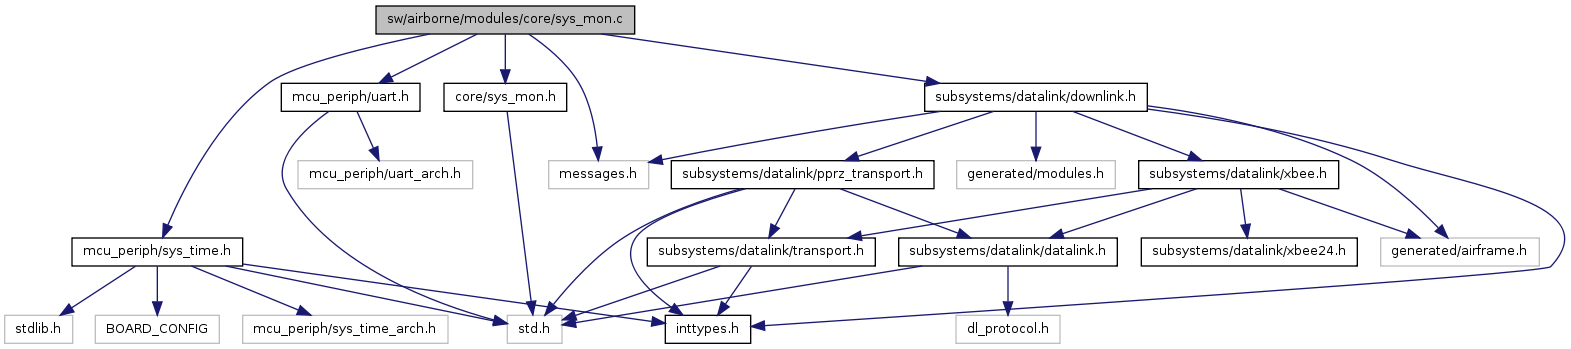 sw/airborne/modules/core/sys_mon.c
mcu_periph/uart.h
core/sys_mon.h
subsystems/datalink/downlink.h
mcu_periph/uart_arch.h
messages.h
subsystems/datalink/pprz_transport.h
generated/modules.h
subsystems/datalink/xbee.h
mcu_periph/sys_time.h
subsystems/datalink/transport.h
subsystems/datalink/datalink.h
subsystems/datalink/xbee24.h
generated/airframe.h
stdlib.h
BOARD_CONFIG
mcu_periph/sys_time_arch.h
std.h
inttypes.h
dl_protocol.h